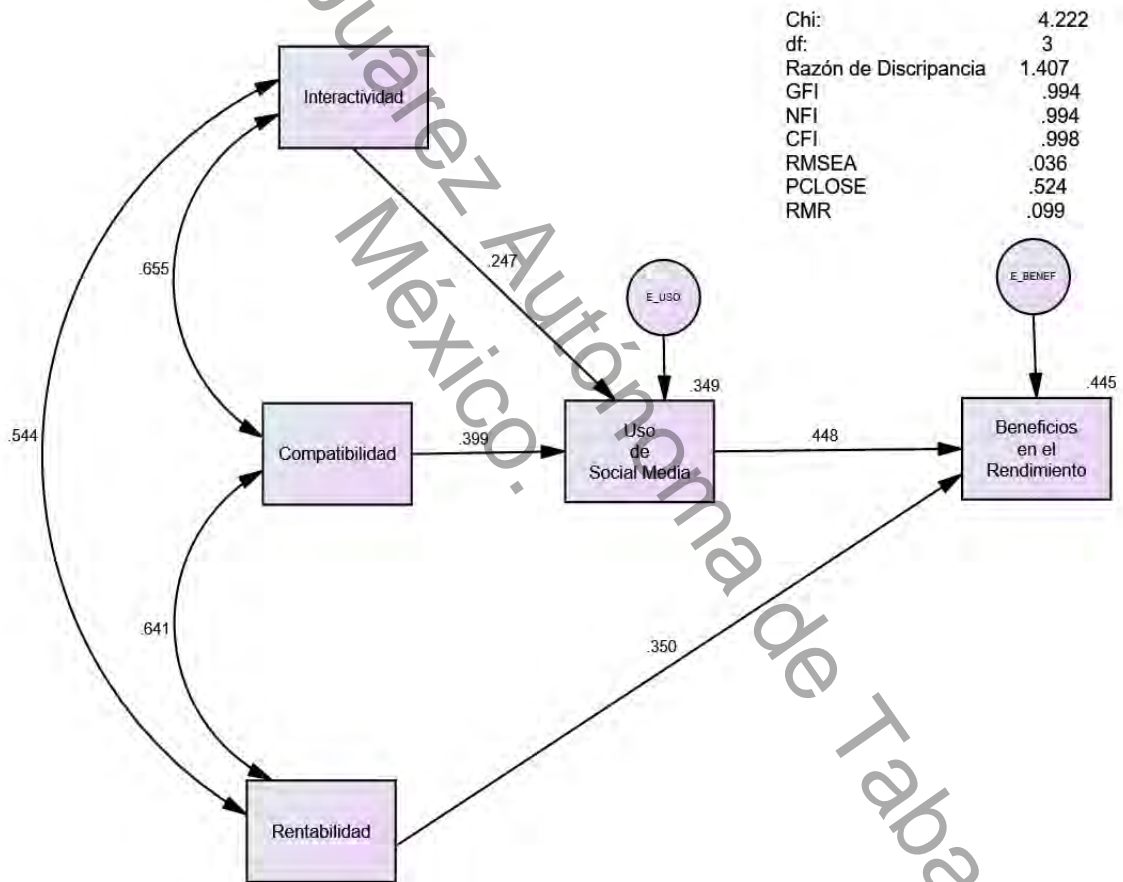 Chi: 4.222
df: 3
Razón de Discripancia 1.407
GFI .994
NFI .994
CFI .998
RMSEA .036
PCLOSE .524
RMR .099
Interactividad
.655
.247
E_USO
E_BENEF
.544
.349
.445
Compatibilidad
.399
Uso
de
Social Media
.448
Beneficios
en el
Rendimiento
.641
.350
Rentabilidad
Juárez Autónoma de Taba
México.